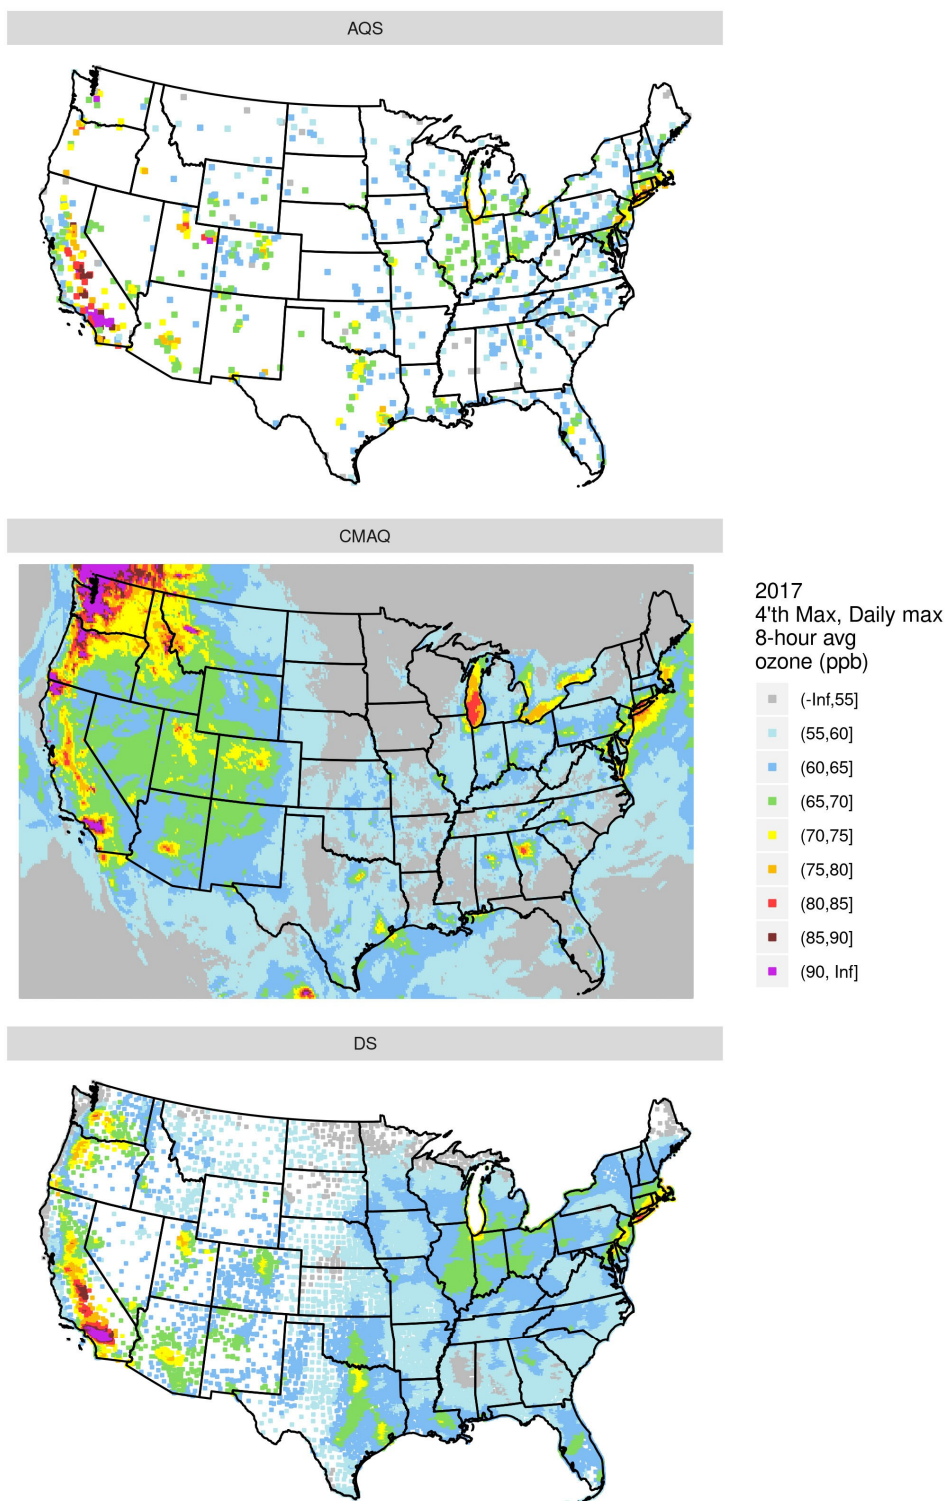 AQS
CMAQ
2017
4'th Max, Daily max
8-hour avg
ozone (ppb)
(-Inf,55]
(55,60]
(60,65]
(65,70]
(70,75]
(75,80]
(80,85]
(85,90]
(90, Inf]
DS